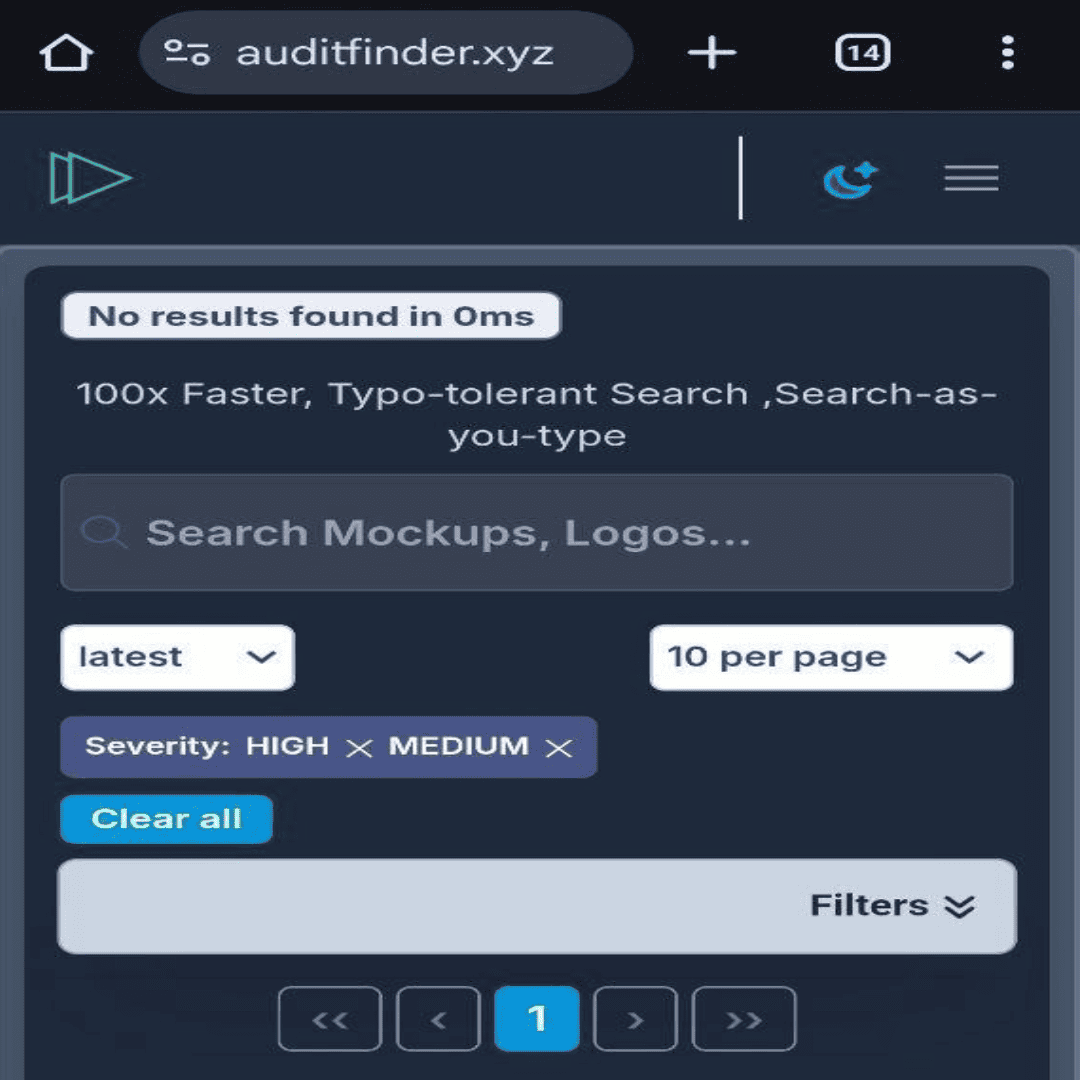 auditfinder.xyz
14
No results found in 0ms
100x Faster, Typo-tolerant Search ,Search-as-
you-type
Search Mockups, Logos...
latest
10 per page
Severity: HIGH × MEDIUM ×
Clear all
Filters
<< < 1 > >>